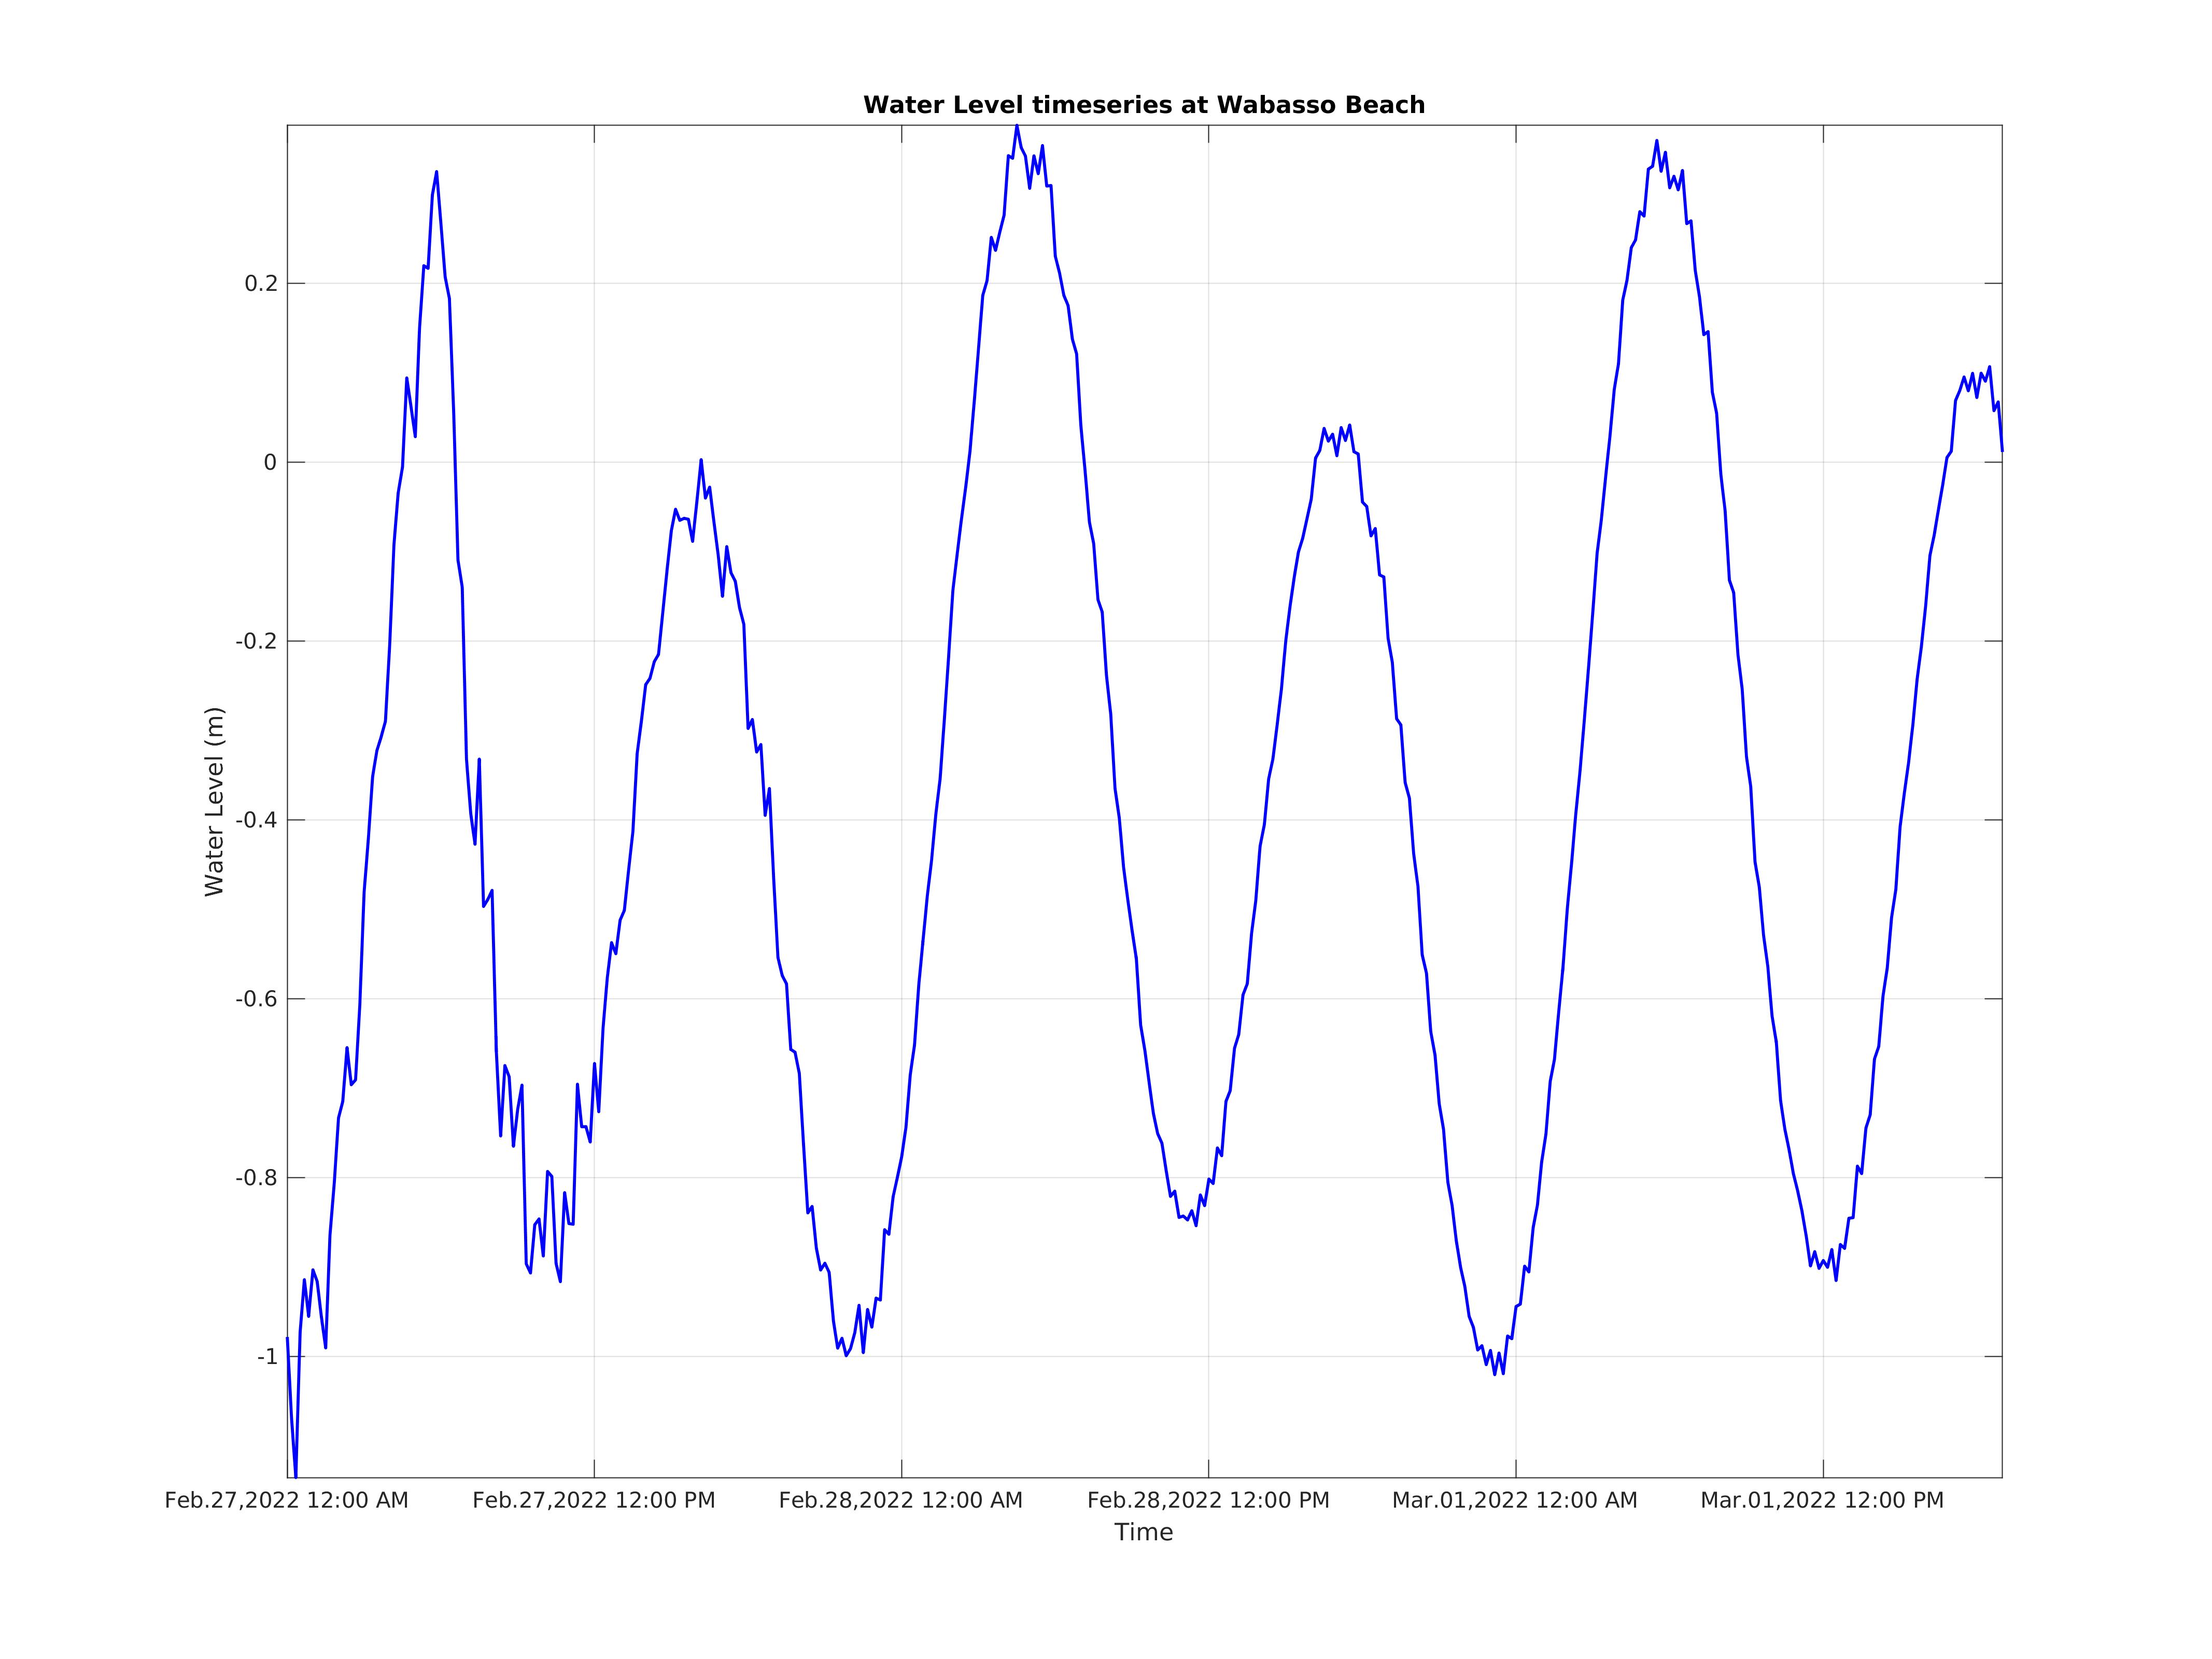 Water Level timeseries at Wabasso Beach
0.2
0
-0.2
-0.4
-0.6
-0.8
-1
Water Level (m)
Feb.27,2022 12:00 AM
Feb.27,2022 12:00 PM
Feb.28,2022 12:00 AM
Feb.28,2022 12:00 PM
Mar.01,2022 12:00 AM
Mar.01,2022 12:00 PM
Time